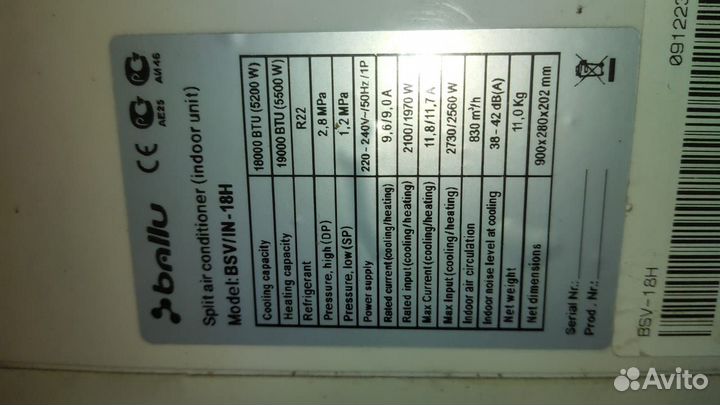 ballu
CE PG PG
AE25 АИ46
Split air conditioner (indoor unit)
Model: BSV/IN-18H
Cooling capacity 18000 BTU (5200 W)
Heating capacity 19000 BTU (5500 W)
Refrigerant R22
Pressure, high (DP) 2,8 MPa
Pressure, low (SP) 1,2 MPa
Power supply 220 - 240V~/50Hz/1P
Rated current (cooling/heating) 9,6/9,0 A
Rated input (cooling/heating) 2100/1970 W
Max Current (cooling/heating) 11,8/11,7 A
Max Input (cooling/heating) 2730/2560 W
Indoor air circulation 830 m³/h
Indoor noise level at cooling 38 - 42 dB(A)
Net weight 11,0 Kg
Net dimensions 900x280x202 mm
Serial Nr.:
Prod. Nr.:
BSV-18H
091223
Avito